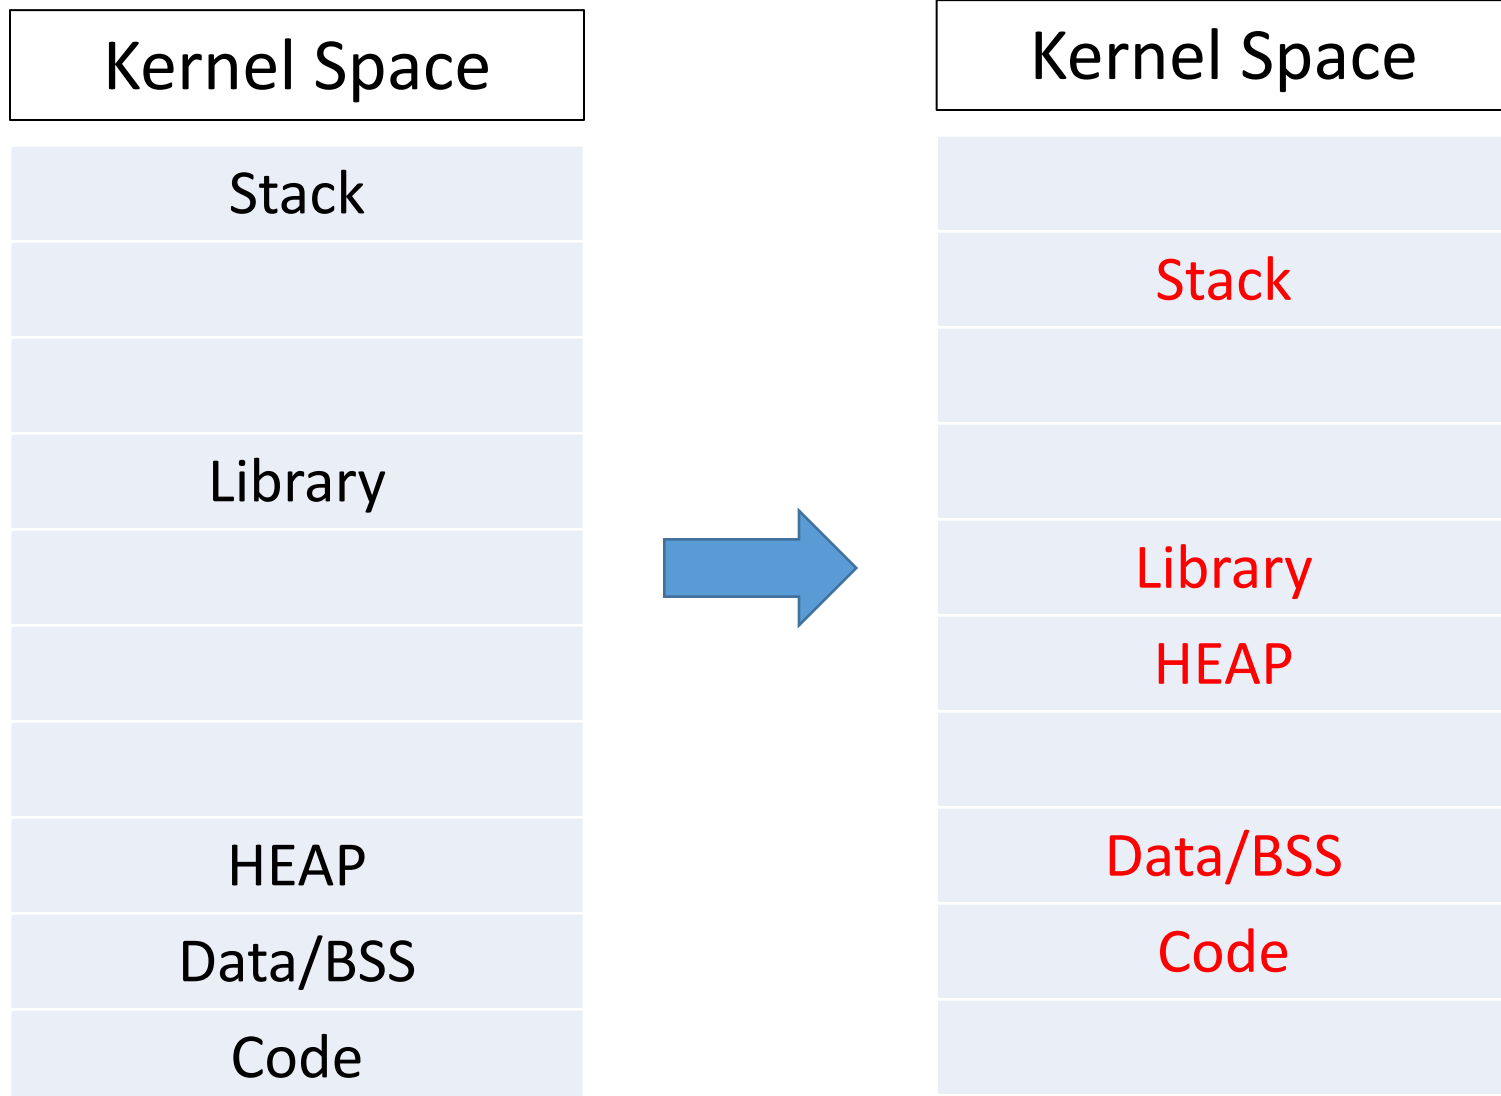 Kernel Space
Stack
Library
HEAP
Data/BSS
Code
Kernel Space
Stack
Library
HEAP
Data/BSS
Code